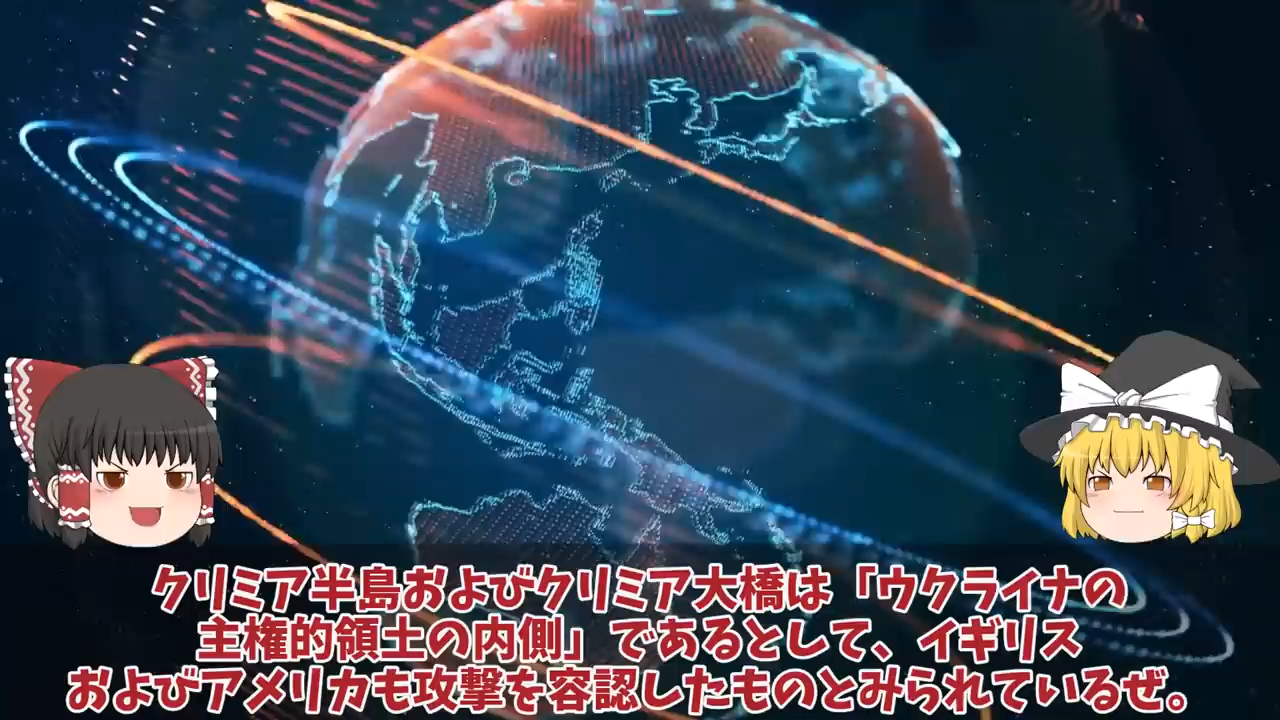 クリミア半島およびクリミア大橋は「ウクライナの
主権的領土の内側」であるとして、イギリス
およびアメリカも攻撃を容認したものとみられているぜ。